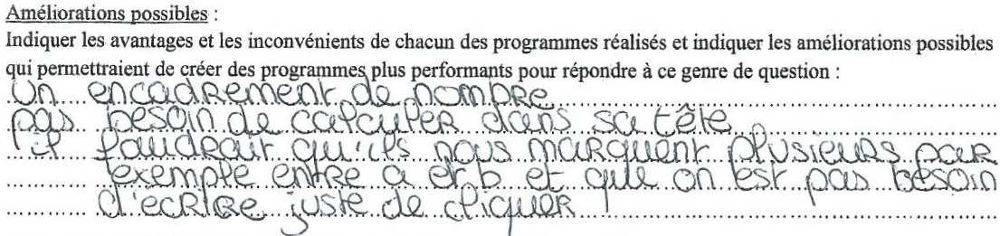 Améliorations possibles :
Indiquer les avantages et les inconvénients de chacun des programmes réalisés et indiquer les améliorations possibles
qui permettraient de créer des programmes plus performants pour répondre à ce genre de question :
Un encadrement de nombre
pas besoin de calculer dans sa tête
il faudrait qu'ils nous marquent plusieurs par
exemple entre a et b et que on est pas besoin
d'écrire juste de cliquer